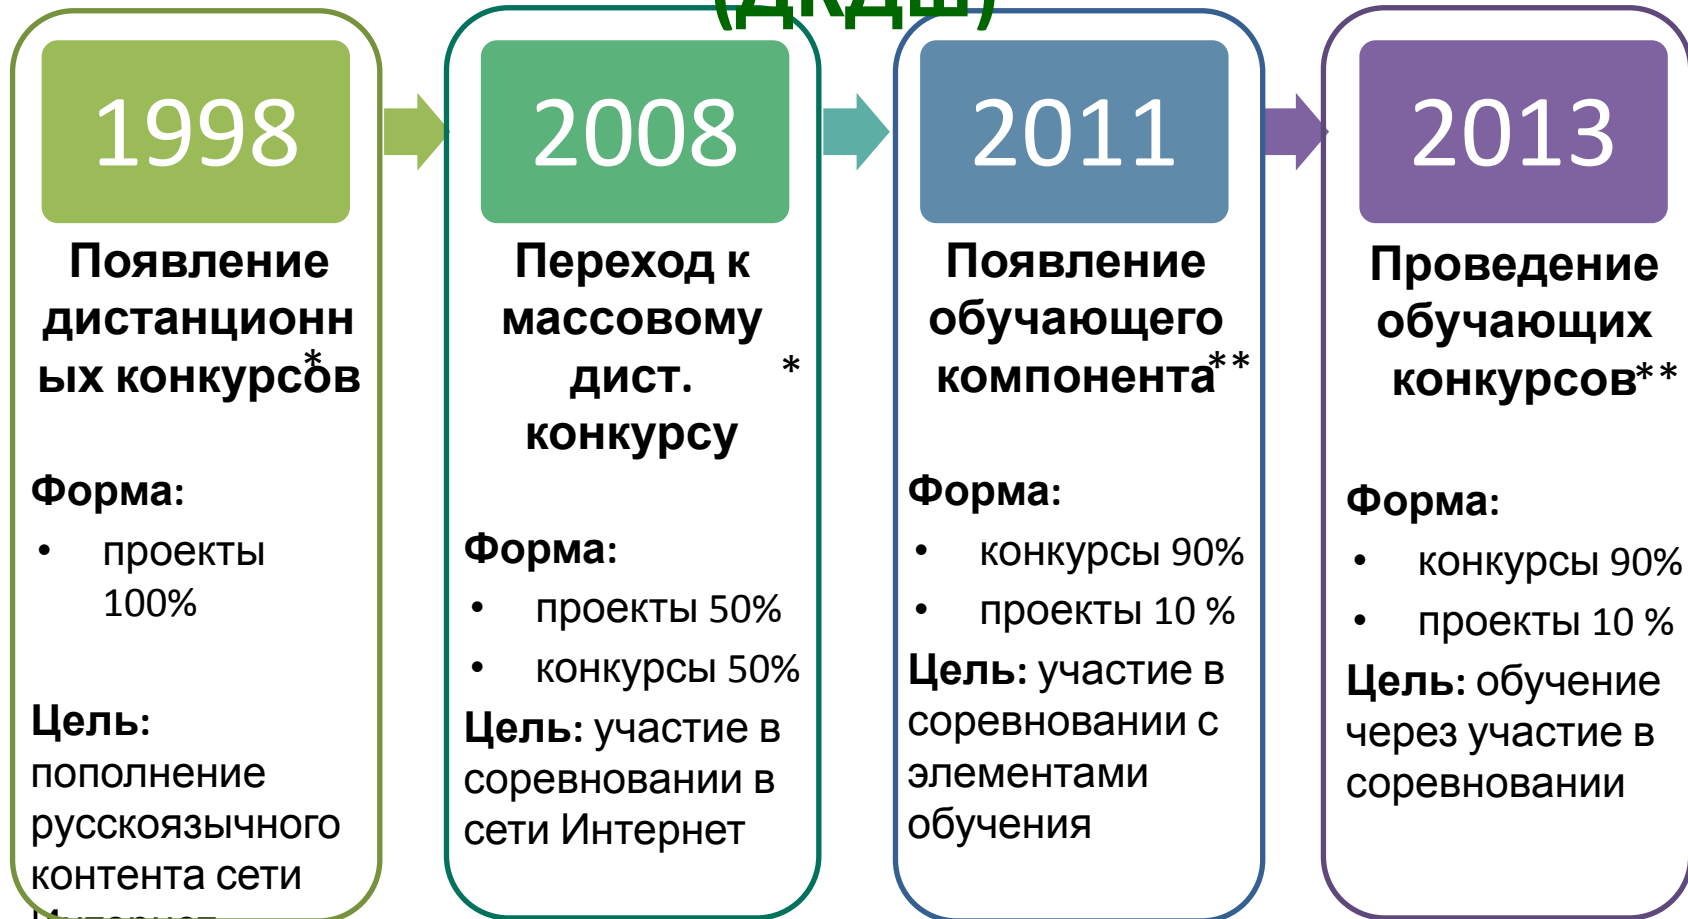 (ДКДШ)
1998
Появление
дистанционн
ых конкурсов*
Форма:
• проекты
100%
Цель:
пополнение
русскоязычного
контента сети
Интернет
2008
Переход к
массовому
дист. *
конкурсу
Форма:
• проекты 50%
• конкурсы 50%
Цель: участие в
соревновании в
сети Интернет
2011
Появление
обучающего
компонента**
Форма:
• конкурсы 90%
• проекты 10 %
Цель: участие в
соревновании с
элементами
обучения
2013
Проведение
обучающих
конкурсов**
Форма:
• конкурсы 90%
• проекты 10 %
Цель: обучение
через участие в
соревновании